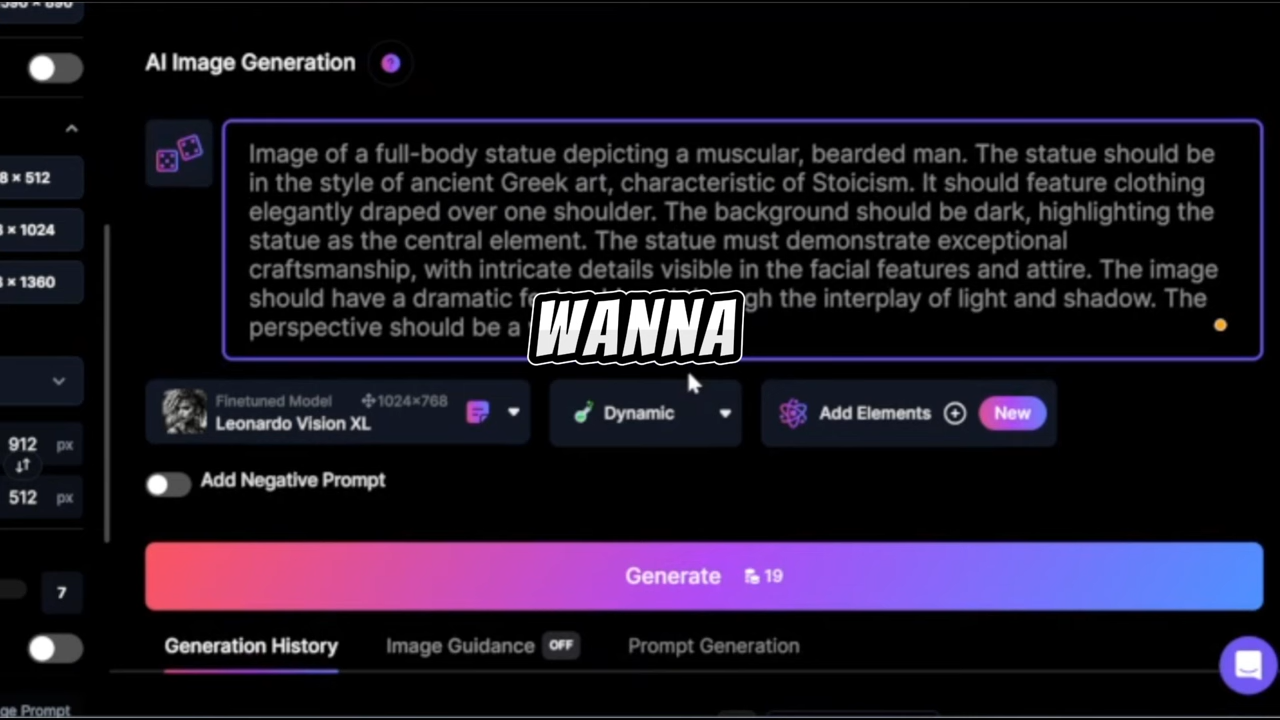 AI Image Generation
?
Image of a full-body statue depicting a muscular, bearded man. The statue should be
in the style of ancient Greek art, characteristic of Stoicism. It should feature clothing
elegantly draped over one shoulder. The background should be dark, highlighting the
statue as the central element. The statue must demonstrate exceptional
craftsmanship, with intricate details visible in the facial features and attire. The image
should have a dramatic the interplay of light and shadow. The
perspective should be a
WANNA
8 × 512
× 1024
× 1360
Finetuned Model 1024×768
Leonardo Vision XL
Dynamic
Add Elements
New
912 px
512 px
Add Negative Prompt
Generate 19
7
Generation History
Image Guidance OFF
Prompt Generation
Prompt